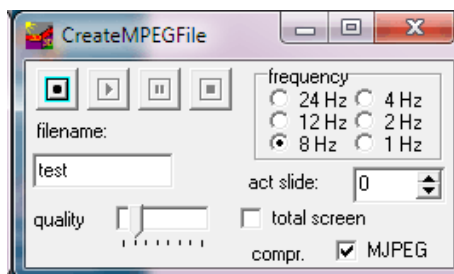 CreateMPEGFile
frequency
24 Hz 4 Hz
filename:
12 Hz 2 Hz
8 Hz 1 Hz
test
act slide: 0
quality
total screen
compr. MJPEG